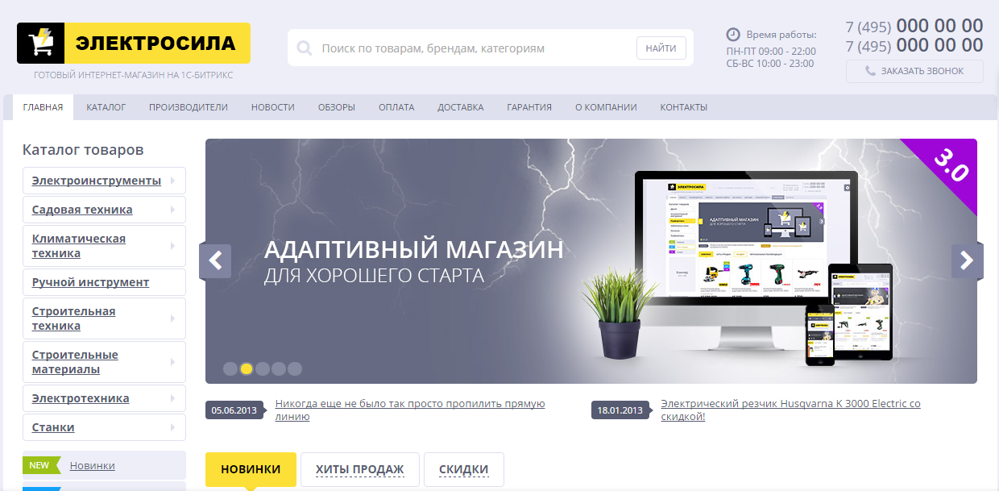 ЭЛЕКТРОСИЛА
ГОТОВЫЙ ИНТЕРНЕТ-МАГАЗИН НА 1С-БИТРИКС
Поиск по товарам, брендам, категориям
НАЙТИ
Время работы:
ПН-ПТ 09:00 - 22:00
СБ-ВС 10:00 - 23:00
7 (495) 000 00 00
7 (495) 000 00 00
ЗАКАЗАТЬ ЗВОНОК
ГЛАВНАЯ КАТАЛОГ ПРОИЗВОДИТЕЛИ НОВОСТИ ОБЗОРЫ ОПЛАТА ДОСТАВКА ГАРАНТИЯ О КОМПАНИИ КОНТАКТЫ
Каталог товаров
Электроинструменты
Садовая техника
Климатическая
техника
Ручной инструмент
Строительная
техника
Строительные
материалы
Электротехника
Станки
NEW Новинки
3.0
АДАПТИВНЫЙ МАГАЗИН
ДЛЯ ХОРОШЕГО СТАРТА
ЭЛЕКТРОСИЛА
АДАПТИВНЫЙ МАГАЗИН
ДЛЯ ХОРОШЕГО СТАРТА
05.06.2013
Никогда еще не было так просто пропилить прямую
линию
18.01.2013
Электрический резчик Husqvarna K 3000 Electric со
скидкой!
НОВИНКИ ХИТЫ ПРОДАЖ СКИДКИ